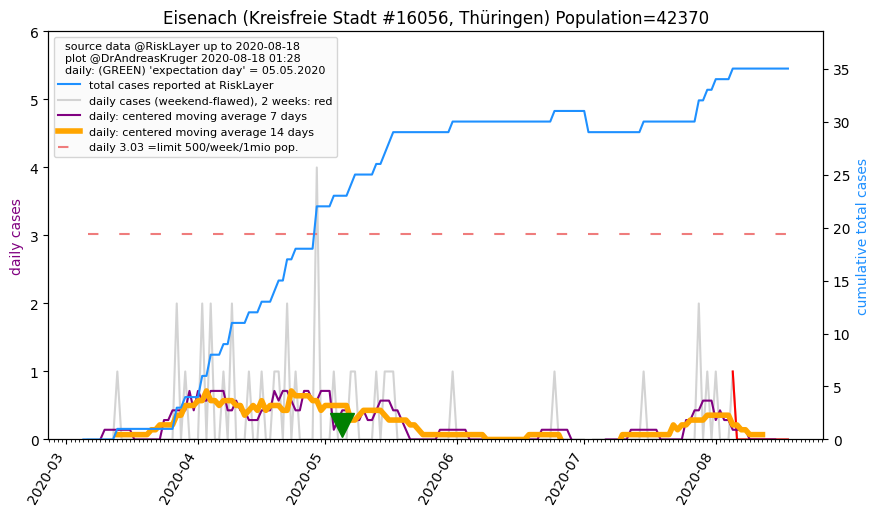 Eisenach (Kreisfreie Stadt #16056, Thüringen) Population=42370
source data @RiskLayer up to 2020-08-18
plot @DrAndreasKruger 2020-08-18 01:28
daily: (GREEN) 'expectation day' = 05.05.2020
total cases reported at RiskLayer
daily cases (weekend-flawed), 2 weeks: red
daily: centered moving average 7 days
daily: centered moving average 14 days
daily 3.03 =limit 500/week/1mio pop.
daily cases
6
5
4
3
2
1
0
cumulative total cases
35
30
25
20
15
10
5
0
2020-03
2020-04
2020-05
2020-06
2020-07
2020-08